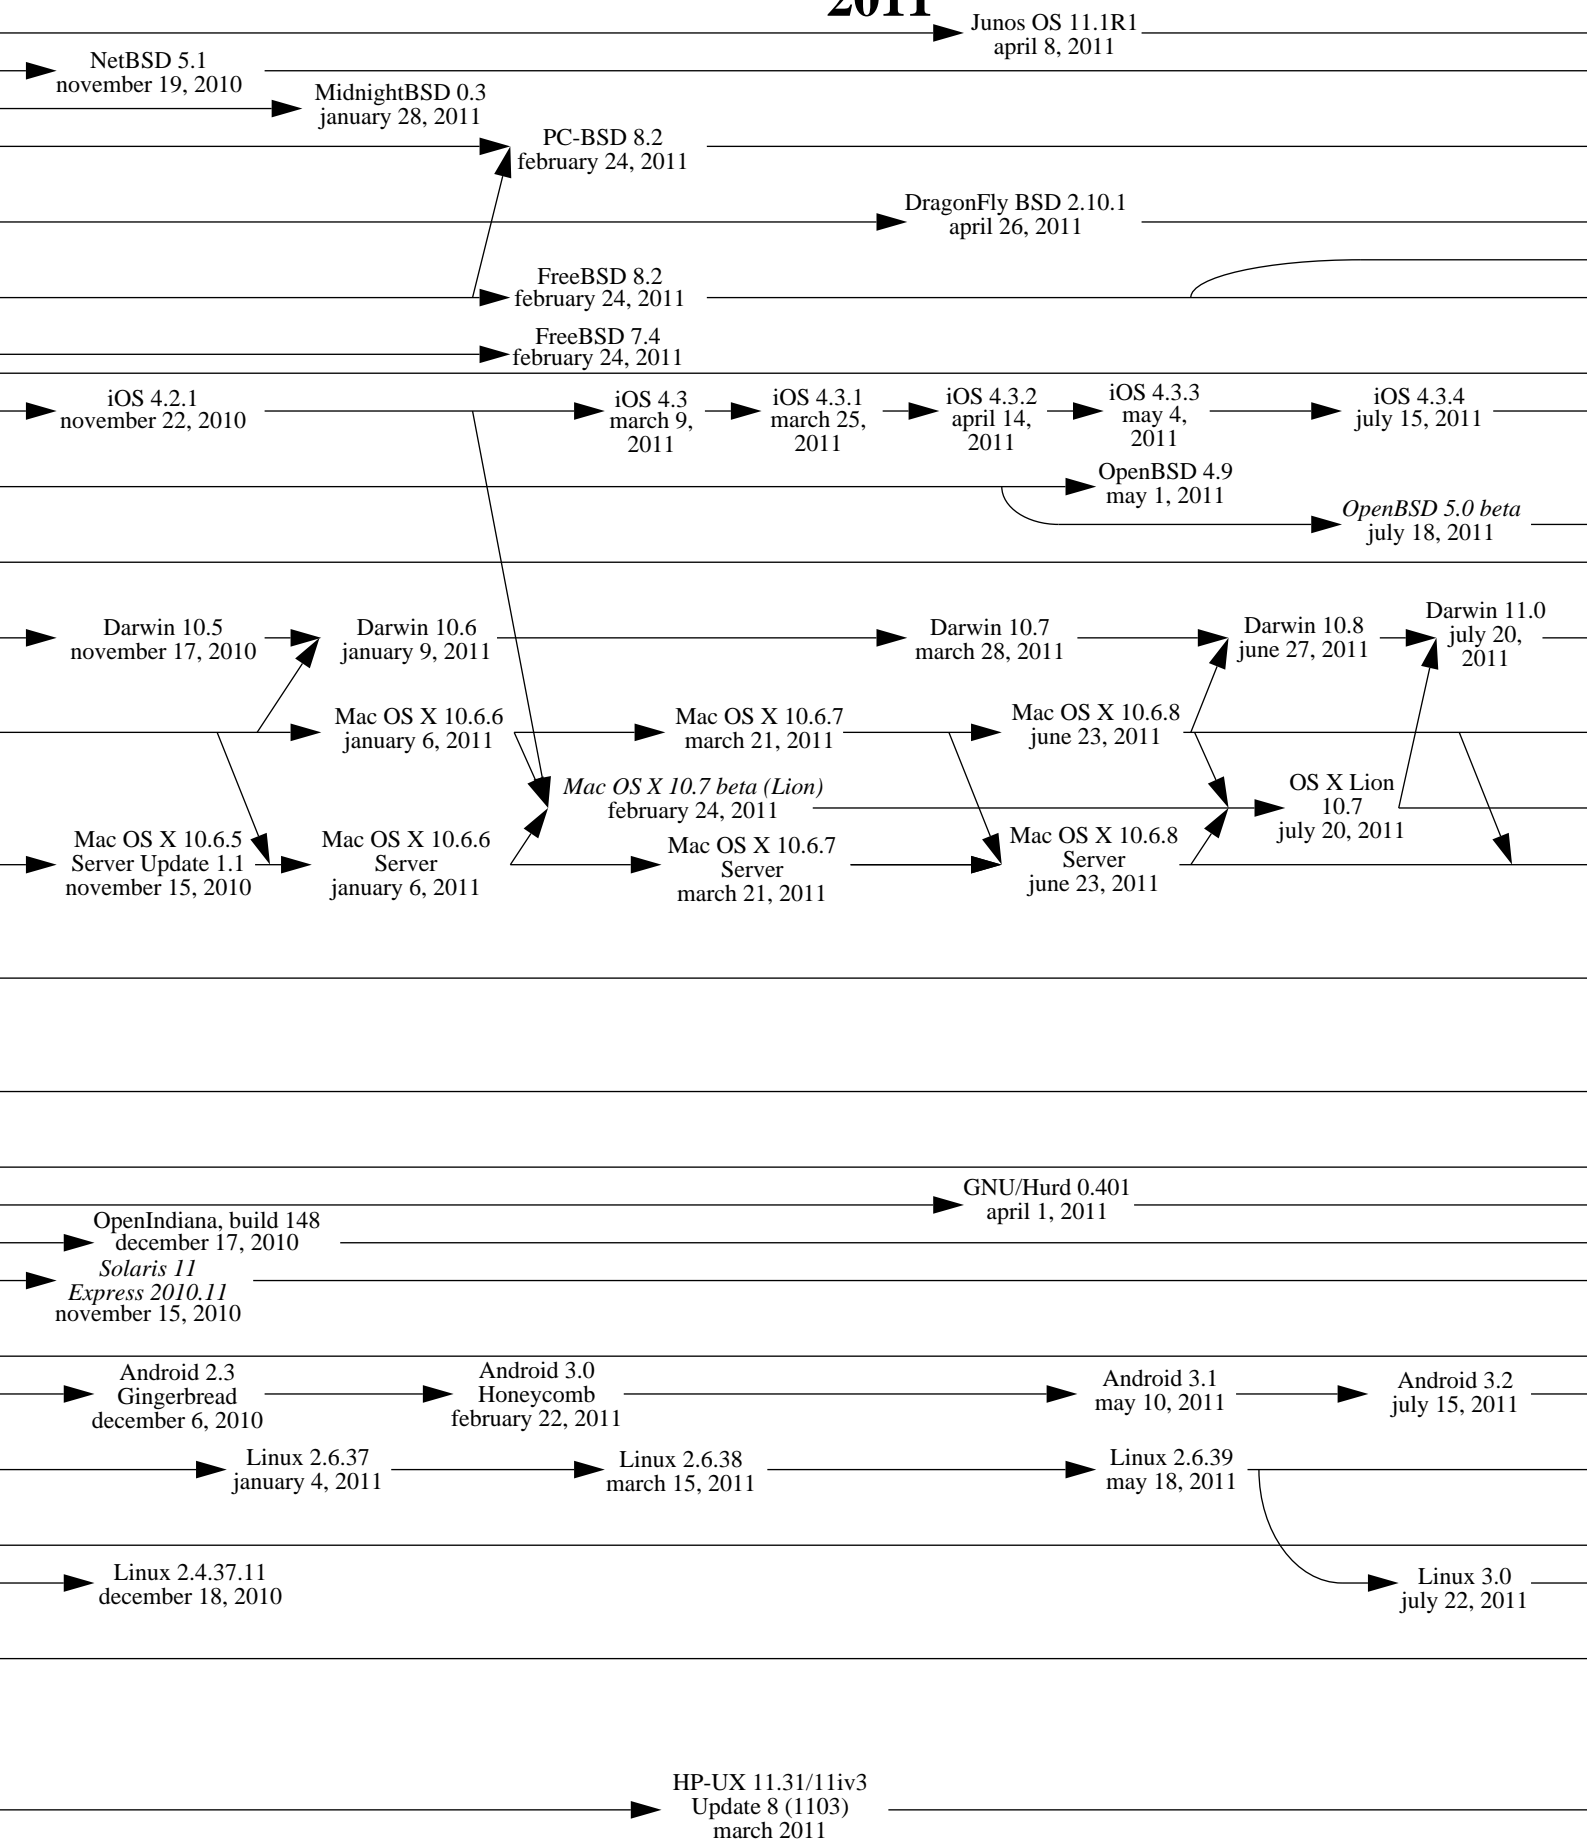 2011
Junos OS 11.1R1
april 8, 2011
NetBSD 5.1
november 19, 2010
MidnightBSD 0.3
january 28, 2011
PC-BSD 8.2
february 24, 2011
DragonFly BSD 2.10.1
april 26, 2011
FreeBSD 8.2
february 24, 2011
FreeBSD 7.4
february 24, 2011
iOS 4.2.1
november 22, 2010
iOS 4.3
march 9,
2011
iOS 4.3.1
march 25,
2011
iOS 4.3.2
april 14,
2011
iOS 4.3.3
may 4,
2011
iOS 4.3.4
july 15, 2011
OpenBSD 4.9
may 1, 2011
OpenBSD 5.0 beta
july 18, 2011
Darwin 10.5
november 17, 2010
Darwin 10.6
january 9, 2011
Darwin 10.7
march 28, 2011
Darwin 10.8
june 27, 2011
Darwin 11.0
july 20,
2011
Mac OS X 10.6.6
january 6, 2011
Mac OS X 10.6.7
march 21, 2011
Mac OS X 10.6.8
june 23, 2011
Mac OS X 10.7 beta (Lion)
february 24, 2011
OS X Lion
10.7
july 20, 2011
Mac OS X 10.6.5
Server Update 1.1
november 15, 2010
Mac OS X 10.6.6
Server
january 6, 2011
Mac OS X 10.6.7
Server
march 21, 2011
Mac OS X 10.6.8
Server
june 23, 2011
GNU/Hurd 0.401
april 1, 2011
OpenIndiana, build 148
december 17, 2010
Solaris 11
Express 2010.11
november 15, 2010
Android 2.3
Gingerbread
december 6, 2010
Android 3.0
Honeycomb
february 22, 2011
Android 3.1
may 10, 2011
Android 3.2
july 15, 2011
Linux 2.6.37
january 4, 2011
Linux 2.6.38
march 15, 2011
Linux 2.6.39
may 18, 2011
Linux 2.4.37.11
december 18, 2010
Linux 3.0
july 22, 2011
HP-UX 11.31/11iv3
Update 8 (1103)
march 2011